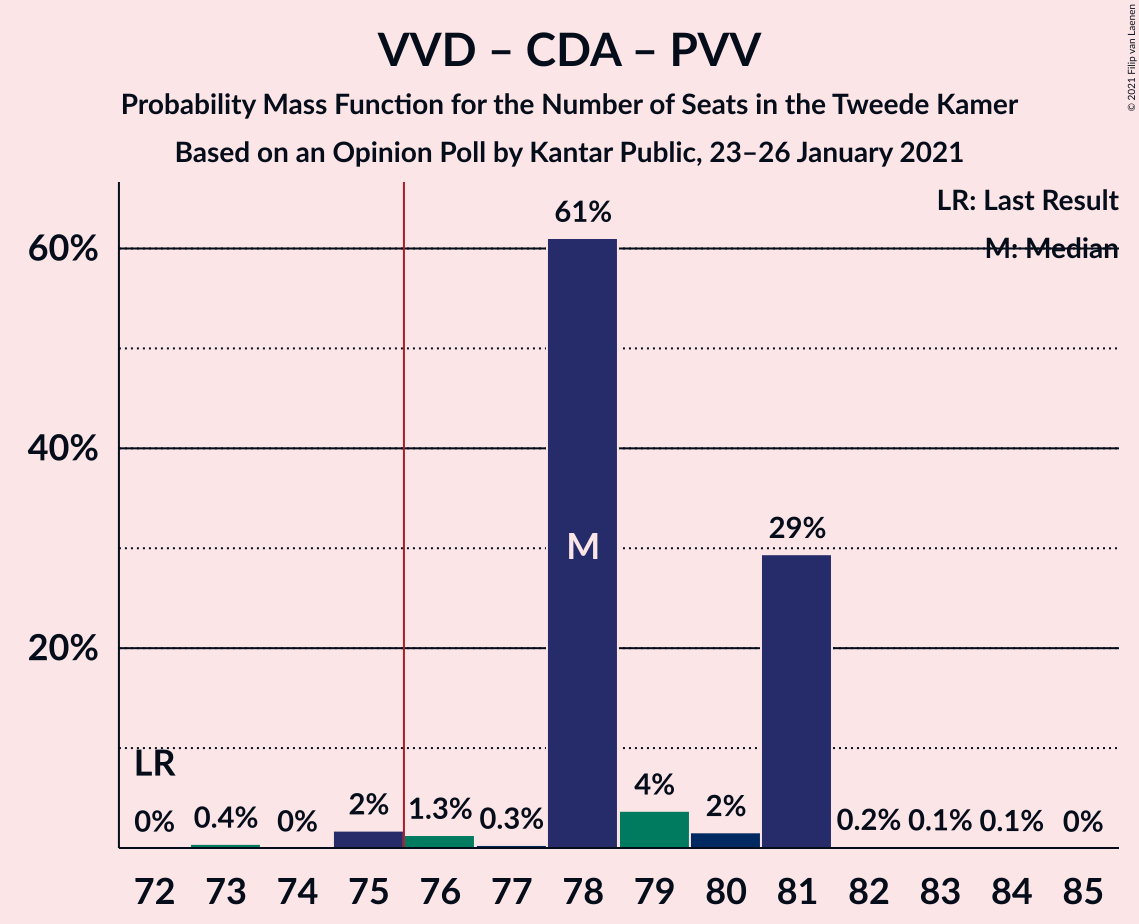 VVD – CDA – PVV
Probability Mass Function for the Number of Seats in the Tweede Kamer
Based on an Opinion Poll by Kantar Public, 23–26 January 2021
© 2021 Filip van Laenen
LR: Last Result
M: Median
60%
40%
20%
61%
M
29%
LR
0% 0.4% 0% 2% 1.3% 0.3% 4% 2% 0.2% 0.1% 0.1% 0%
72 73 74 75 76 77 78 79 80 81 82 83 84 85